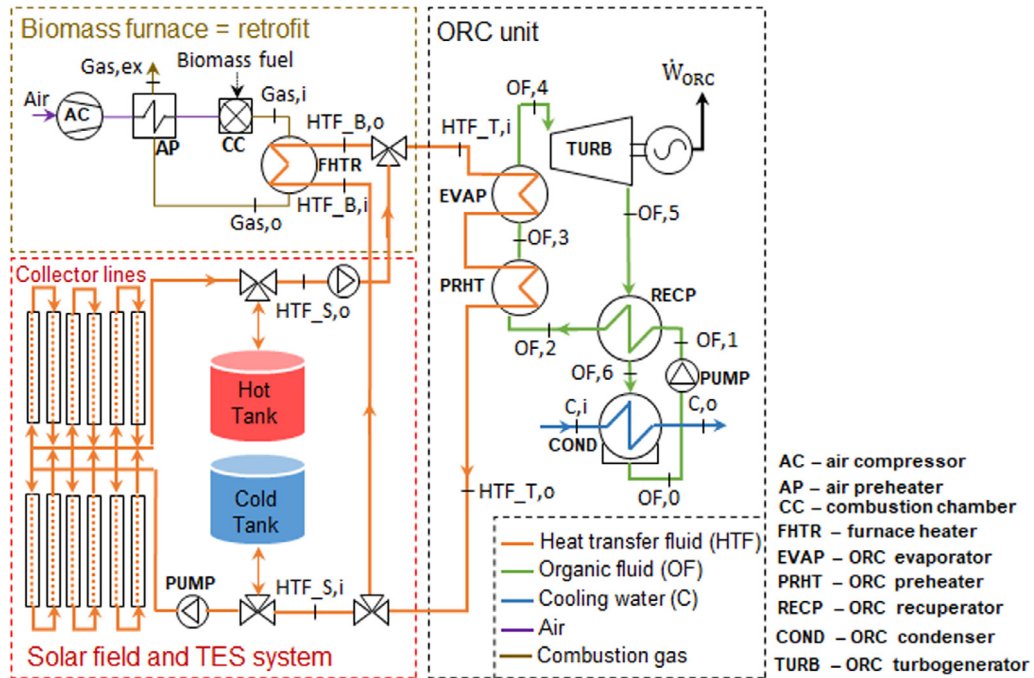 Biomass furnace = retrofit
Biomass fuel
Gas,ex
Air
AC
AP
CC
Gas,i
HTF_B,o
FHTR
HTF_B,i
Gas,o
ORC unit
ẆORC
OF,4
HTF_T,i
TURB
EVAP
OF,5
OF,3
PRHT
RECP
OF,2
OF,1
OF,6
PUMP
C,i
C,o
COND
OF,0
HTF_T,o
Collector lines
HTF_S,o
Hot
Tank
Cold
Tank
PUMP
HTF_S,i
Solar field and TES system
Heat transfer fluid (HTF)
Organic fluid (OF)
Cooling water (C)
Air
Combustion gas
AC – air compressor
AP – air preheater
CC – combustion chamber
FHTR – furnace heater
EVAP – ORC evaporator
PRHT – ORC preheater
RECP – ORC recuperator
COND – ORC condenser
TURB – ORC turbogenerator